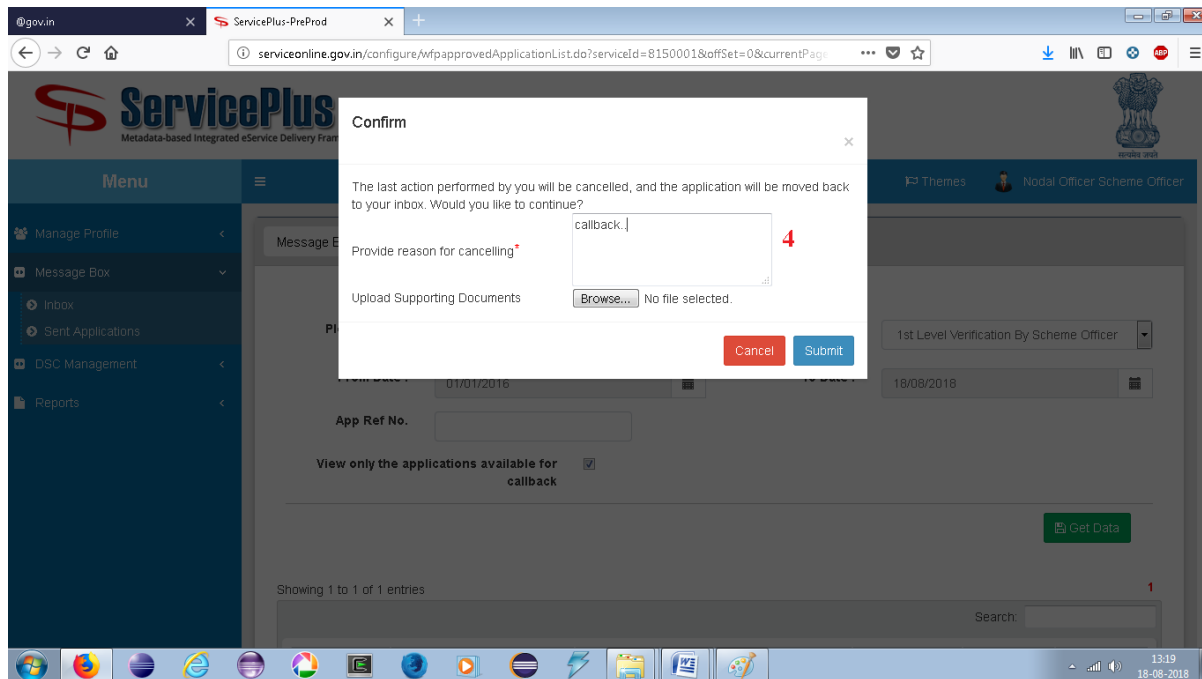 @gov.in
ServicePlus-PreProd
serviceonline.gov.in/configure/wfpapprovedApplicationList.do?serviceId=8150001&offSet=0&currentPage
ABP
ServicePlus
Metadata-based Integrated eService Delivery Fram
सत्यमेव जयते
Menu
Themes
Nodal Officer Scheme Officer
Manage Profile
Message Box
Inbox
Sent Applications
DSC Management
Reports
Confirm
The last action performed by you will be cancelled, and the application will be moved back
to your inbox. Would you like to continue?
callback..
Provide reason for cancelling*
4
Upload Supporting Documents
Browse... No file selected.
Cancel
Submit
1st Level Verification By Scheme Officer
01/01/2016
18/08/2018
App Ref No.
View only the applications available for
callback
Get Data
Showing 1 to 1 of 1 entries
1
Search:
13:19
18-08-2018